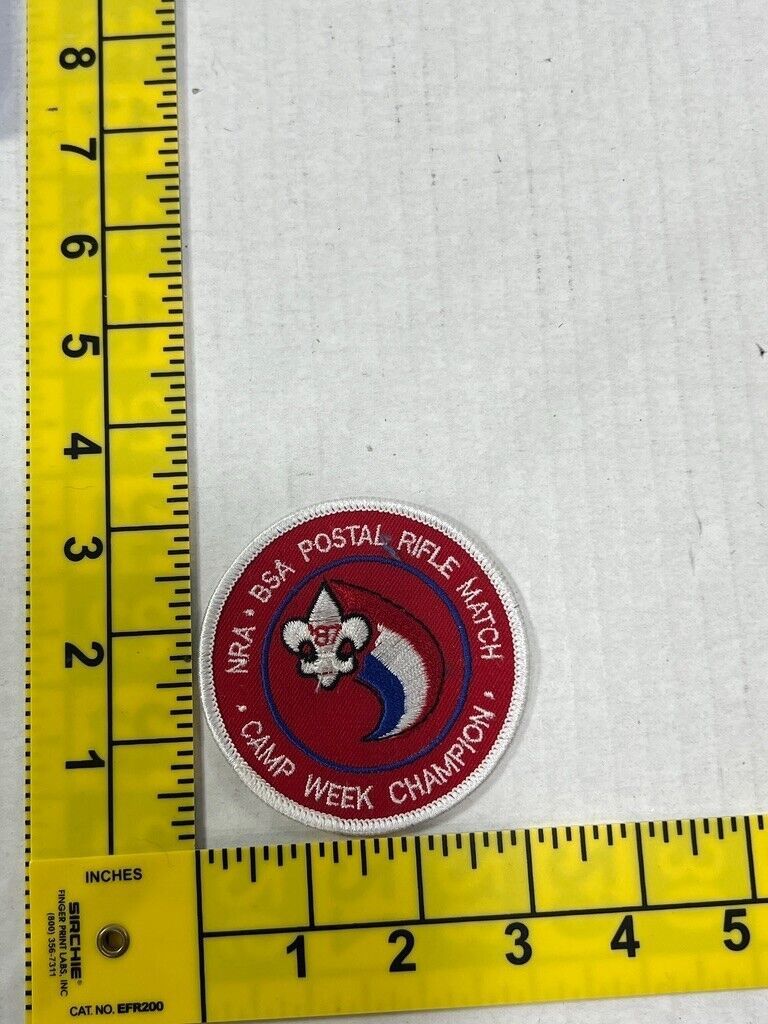 8
7
6
5
4
3
2
1
NRA • BSA POSTAL RIFLE MATCH
'87
• CAMP WEEK CHAMPION •
INCHES
SIRCHIE®
FINGER PRINT LABS, INC
(800) 356-7311
CAT. NO. EFR200
1
2
3
4
5